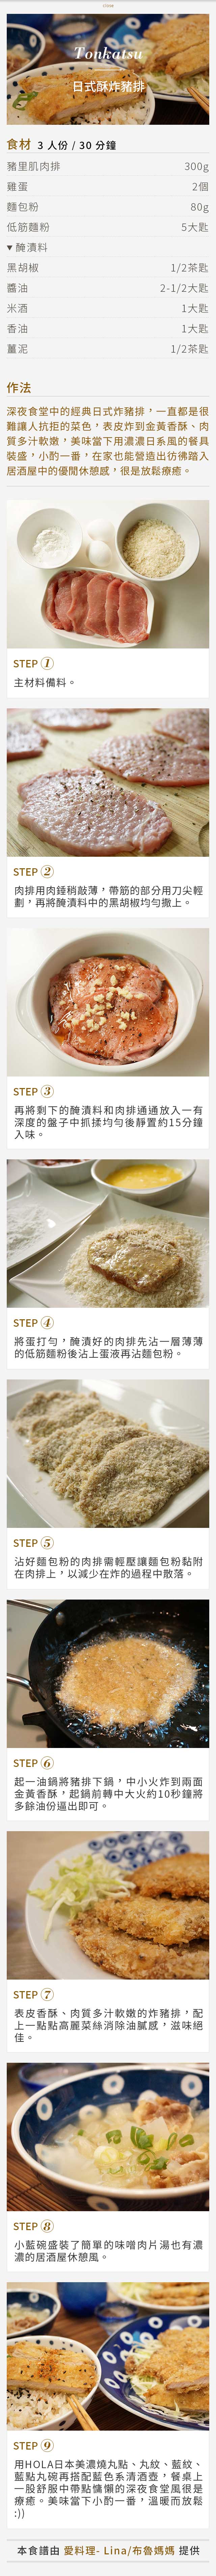 close
Tonkatsu
日式酥炸豬排
食材 3 人份 / 30 分鐘
豬里肌肉排 300g
雞蛋 2個
麵包粉 80g
低筋麵粉 5大匙
▾ 醃漬料
黑胡椒 1/2茶匙
醬油 2-1/2大匙
米酒 1大匙
香油 1大匙
薑泥 1/2茶匙
作法
深夜食堂中的經典日式炸豬排，一直都是很
難讓人抗拒的菜色，表皮炸到金黃香酥、肉
質多汁軟嫩，美味當下用濃濃日系風的餐具
裝盛，小酌一番，在家也能營造出彷彿踏入
居酒屋中的優閒休憩感，很是放鬆療癒。
STEP 1
主材料備料。
STEP 2
肉排用肉錘稍敲薄，帶筋的部分用刀尖輕
劃，再將醃漬料中的黑胡椒均勻撒上。
STEP 3
再將剩下的醃漬料和肉排通通放入一有
深度的盤子中抓揉均勻後靜置約15分鐘
入味。
STEP 4
將蛋打勻，醃漬好的肉排先沾一層薄薄
的低筋麵粉後沾上蛋液再沾麵包粉。
STEP 5
沾好麵包粉的肉排需輕壓讓麵包粉黏附
在肉排上，以減少在炸的過程中散落。
STEP 6
起一油鍋將豬排下鍋，中小火炸到兩面
金黃香酥，起鍋前轉中大火約10秒鐘將
多餘油份逼出即可。
STEP 7
表皮香酥、肉質多汁軟嫩的炸豬排，配
上一點點高麗菜絲消除油膩感，滋味絕
佳。
STEP 8
小藍碗盛裝了簡單的味噌肉片湯也有濃
濃的居酒屋休憩風。
STEP 9
用HOLA日本美濃燒丸點、丸紋、藍紋、
藍點丸碗再搭配藍色系清酒壺，餐桌上
一股舒服中帶點慵懶的深夜食堂風很是
療癒。美味當下小酌一番，溫暖而放鬆
:))
本食譜由 愛料理- Lina/布魯媽媽 提供